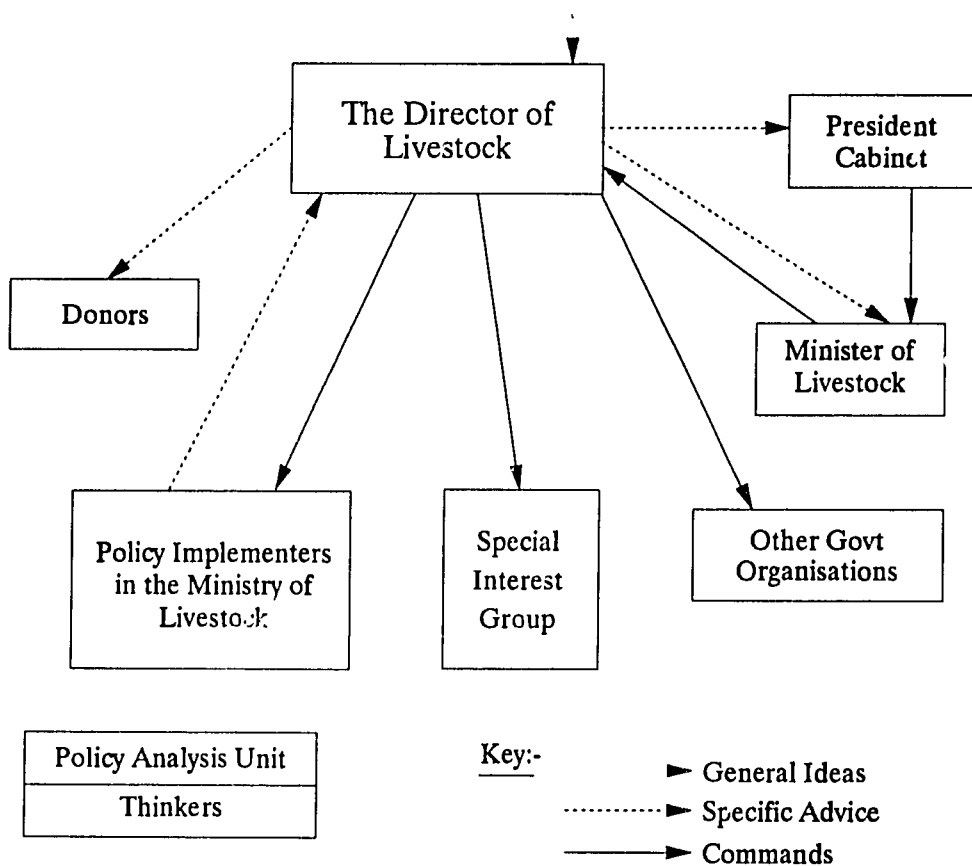 The Director of
Livestock
President
Cabinet
Donors
Minister of
Livestock
Policy Implementers
in the Ministry of
Livestock
Special
Interest
Group
Other Govt
Organisations
Policy Analysis Unit
Thinkers
Key:-
General Ideas
Specific Advice
Commands